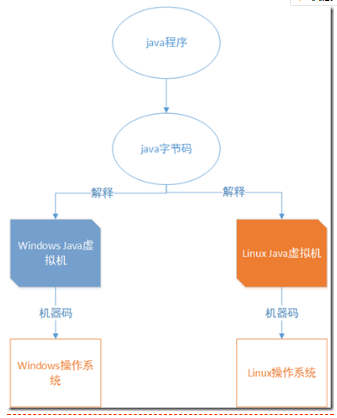 java程序
java字节码
解释
解释
Windows Java虚
拟机
Linux Java虚拟机
机器码
机器码
Windows操作系
统
Linux操作系统